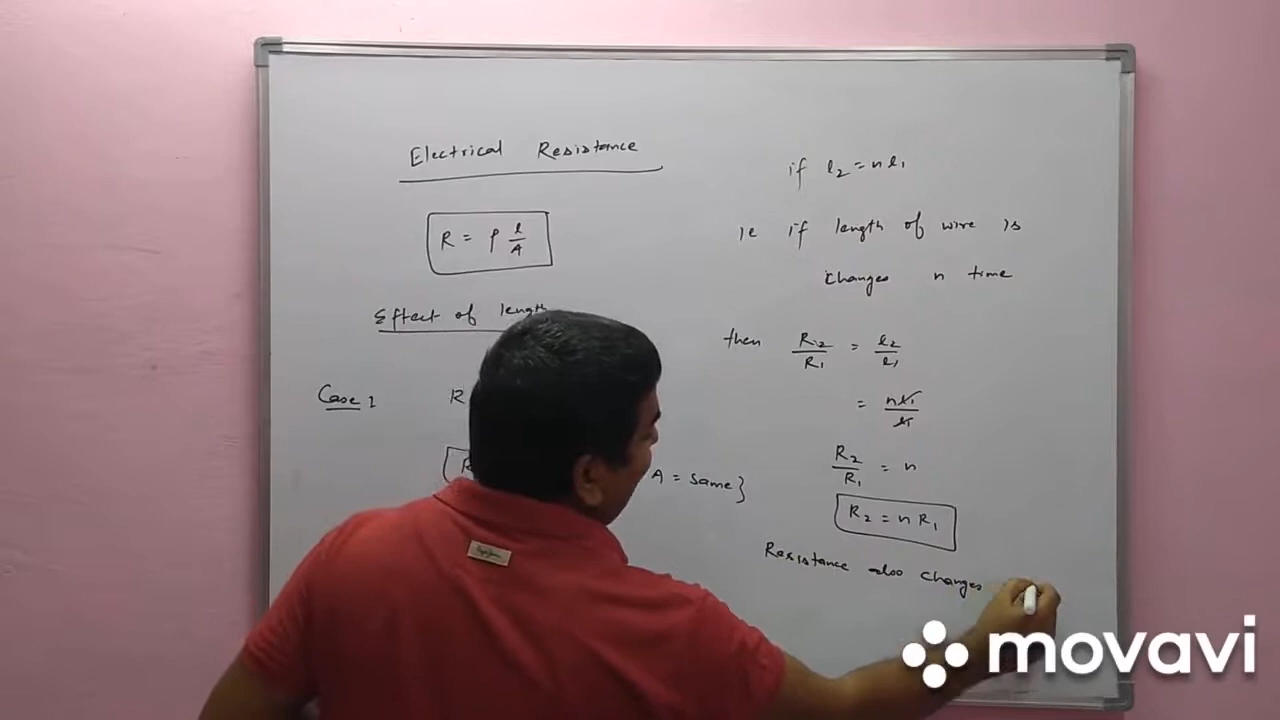 Electrical Resistance
R = ρ l/A
Effect of length
Case 1
R
A = same}
if l₂ = n l₁
ie if length of wire is
changes n time
then R₂/R₁ = l₂/l₁
= nl₁/l₁
R₂/R₁ = n
R₂ = n R₁
Resistance also changes
movavi